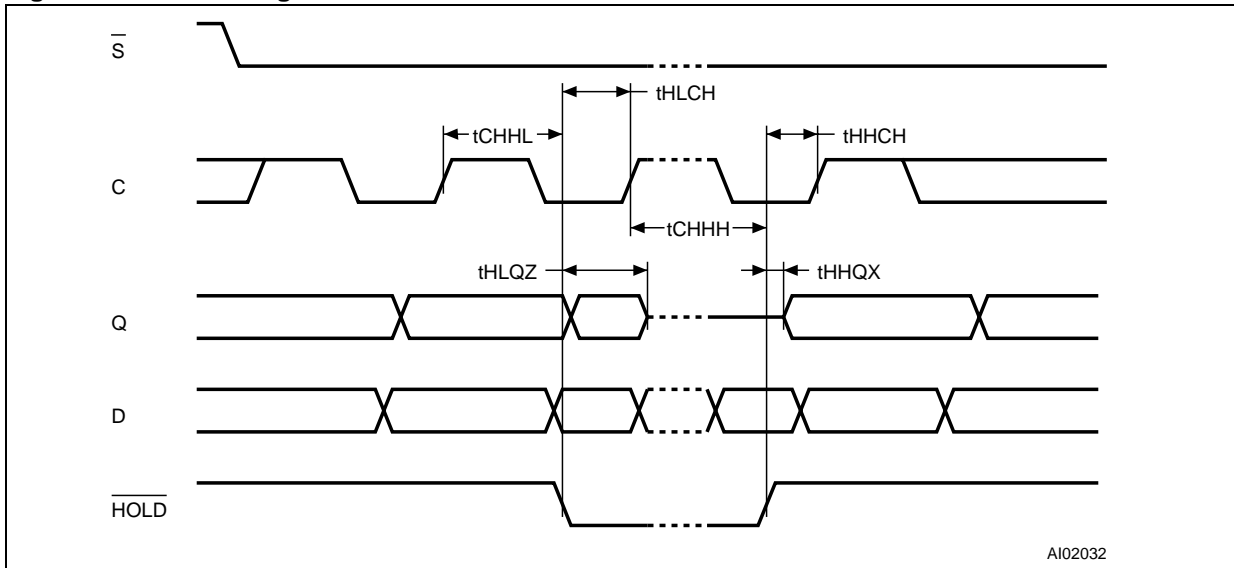 S
tHLCH
tCHHL
tHHCH
C
tCHHH
tHLQZ
tHHQX
Q
D
HOLD
AI02032